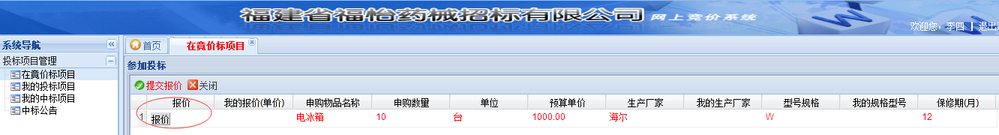 福建省福怡药械招标有限公司 网上竞价系统
欢迎您，李四 | 退出
系统导航
投标项目管理
在竟价标项目
我的投标项目
我的中标项目
中标公告
首页 在竟价标项目
参加投标
提交报价 关闭
报价 我的报价(单价) 申购物品名称 申购数量 单位 预算单价 生产厂家 我的生产厂家 型号规格 我的规格型号 保修期(月)
1 报价 电冰箱 10 台 1000.00 海尔 W 12